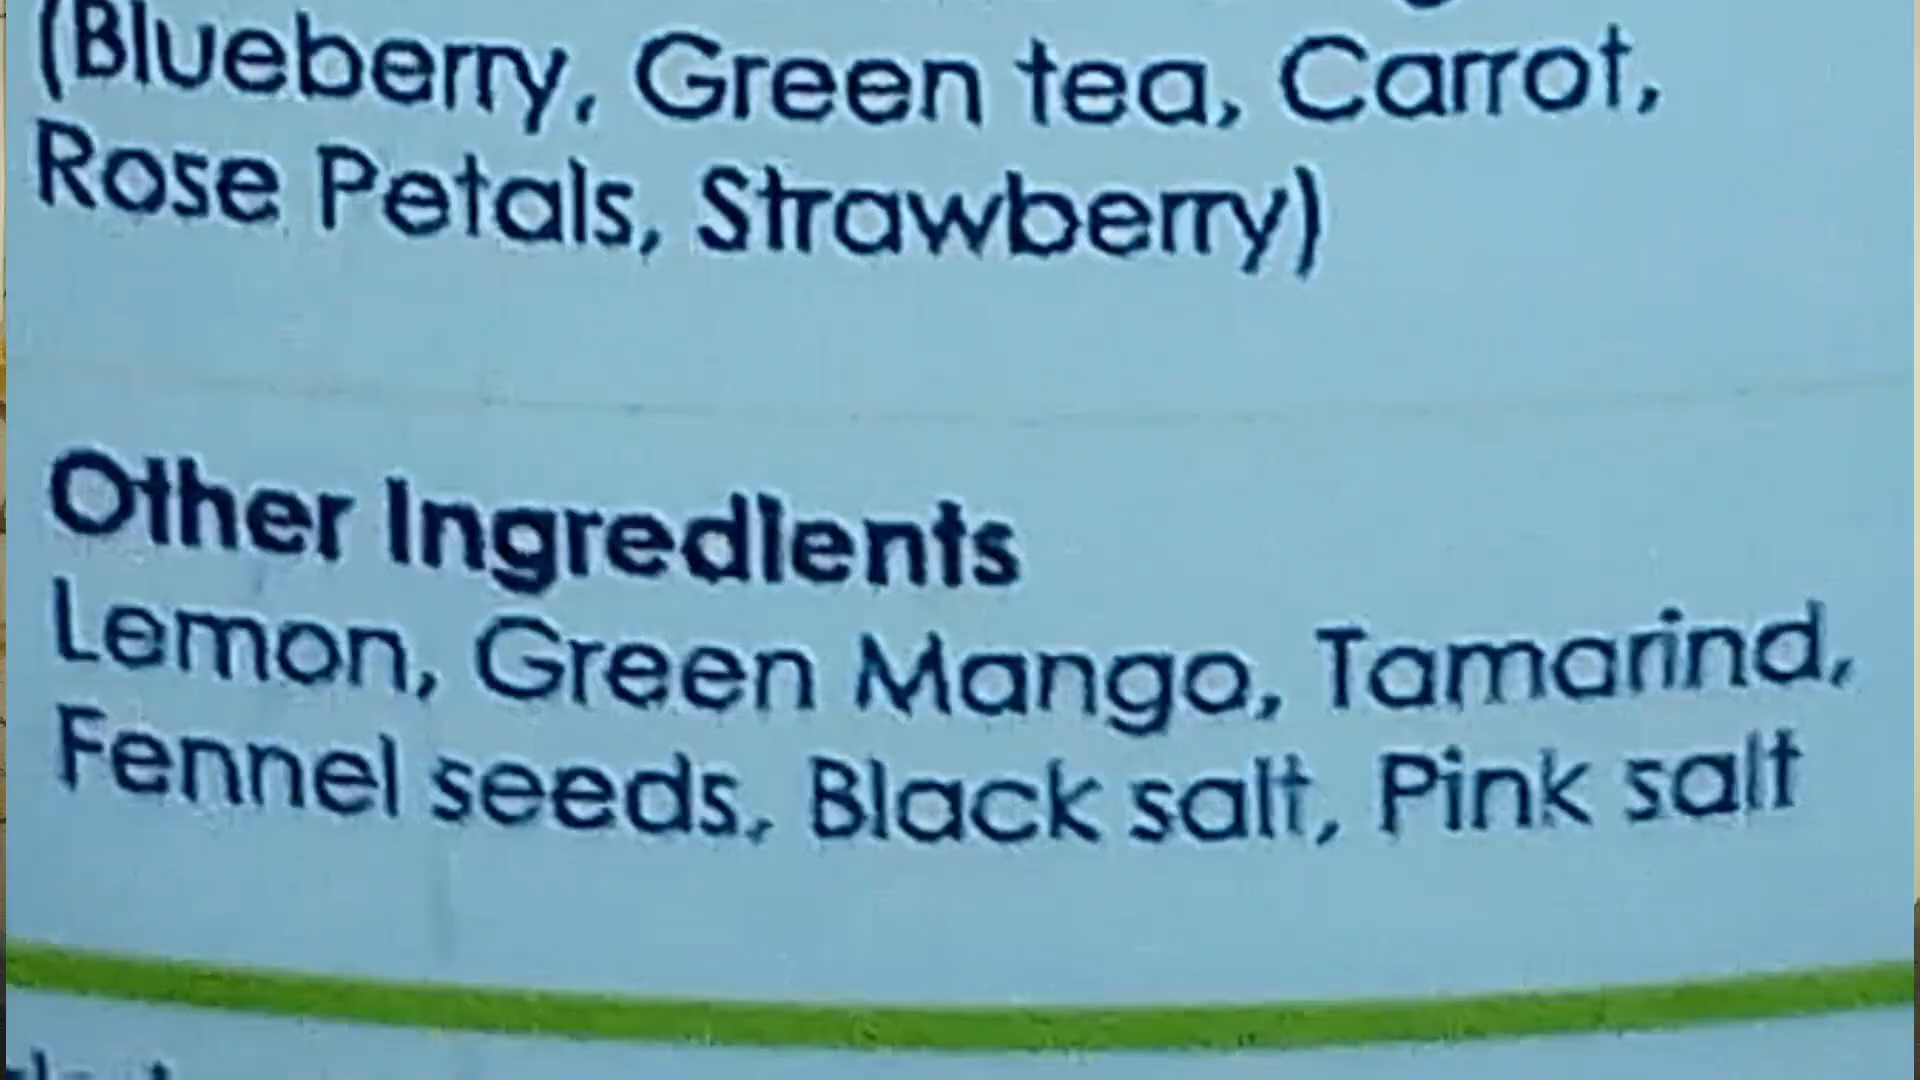 (Blueberry, Green tea, Carrot,
Rose Petals, Strawberry)
Other Ingredients
Lemon, Green Mango, Tamarind,
Fennel seeds, Black salt, Pink salt